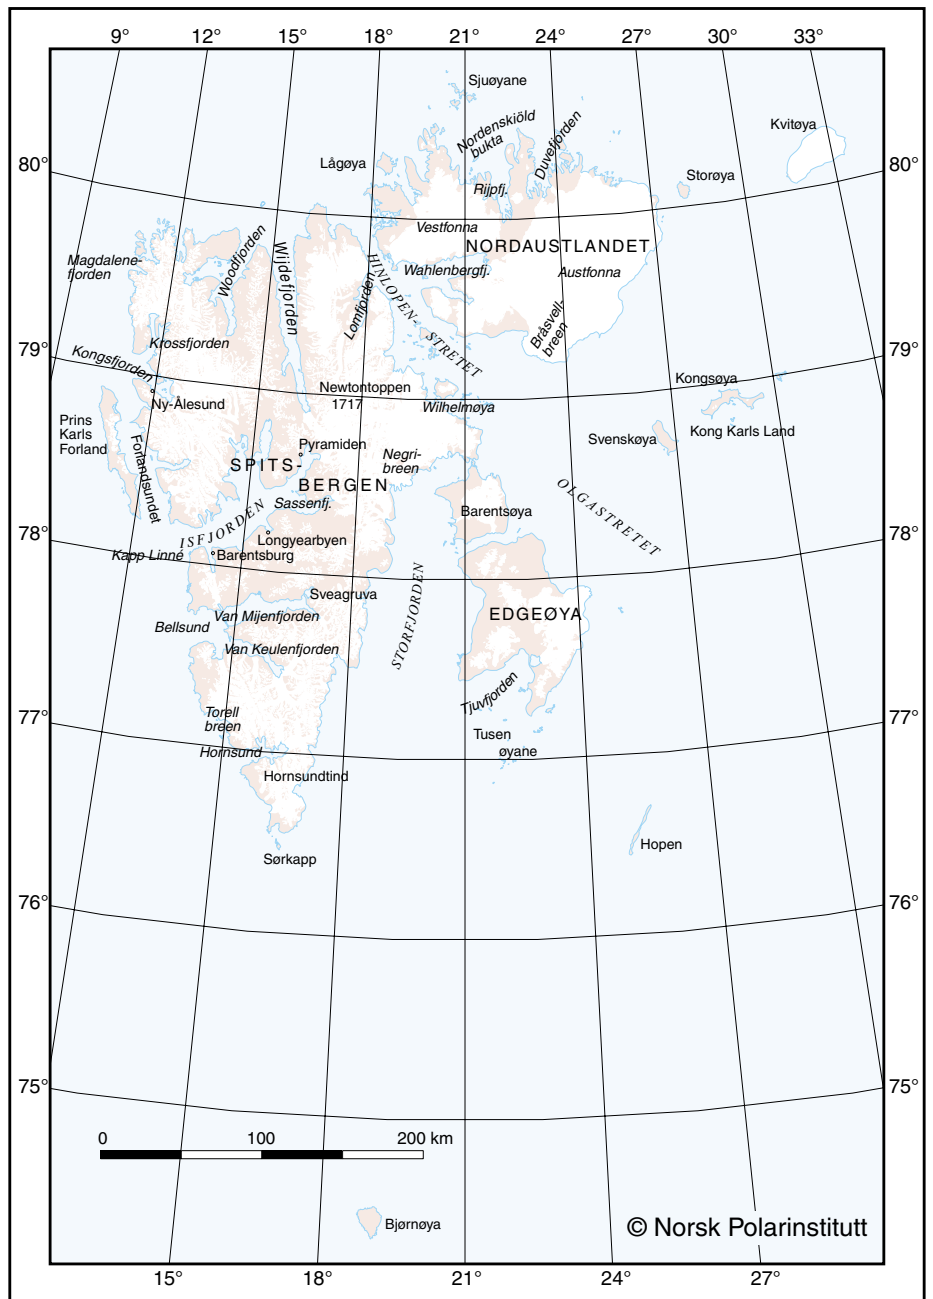 9° 12° 15° 18° 21° 24° 27° 30° 33°
Sjuøyane
Nordenskiöld
bukta
Duvefjorden
Kvitøya
80°
Lågøya
Storøya
80°
Rijpfj.
Vestfonna
NORDAUSTLANDET
Magdalene-
fjorden
Woodfjorden
Wijdefjorden
Lomfjorden
HINLOPEN-
STRETET
Wahlenbergfj.
Austfonna
Bråsvell-
breen
79°
Krossfjorden
79°
Kongsfjorden
Ny-Ålesund
Newtontoppen
1717
Wilhelmøya
Kongsøya
Prins
Karls
Forland
Forlandsundet
Pyramiden
SPITS-
BERGEN
Negri-
breen
Svenskøya
Kong Karls Land
OLGASTRETET
Sassenfj.
Barentsøya
78°
ISFJORDEN
Longyearbyen
78°
Kapp Linné
Barentsburg
Sveagruva
STORFJORDEN
EDGEØYA
Van Mijenfjorden
Bellsund
Van Keulenfjorden
Tjuvfjorden
77°
Torell
breen
77°
Tusen
øyane
Hornsund
Hornsundtind
Hopen
Sørkapp
76°
76°
75°
75°
0 100 200 km
Bjørnøya
© Norsk Polarinstitutt
15° 18° 21° 24° 27°